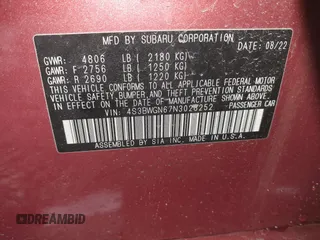 MFD. BY SUBARU CORPORATION DATE 08/22
GVWR: 4806 LB ( 2180 KG)
GAWR: F 2756 LB ( 1250 KG)
GAWR: R 2690 LB ( 1220 KG)
THIS VEHICLE CONFORMS TO ALL APPLICABLE FEDERAL MOTOR
VEHICLE SAFETY, BUMPER, AND THEFT PREVENTION STANDARDS
IN EFFECT ON THE DATE OF MANUFACTURE SHOWN ABOVE.
VIN: 4S3BWGN67N3026252 PASSENGER CAR
ASSEMBLED BY SIA INC. MADE IN U.S.A.
© DREAMBID